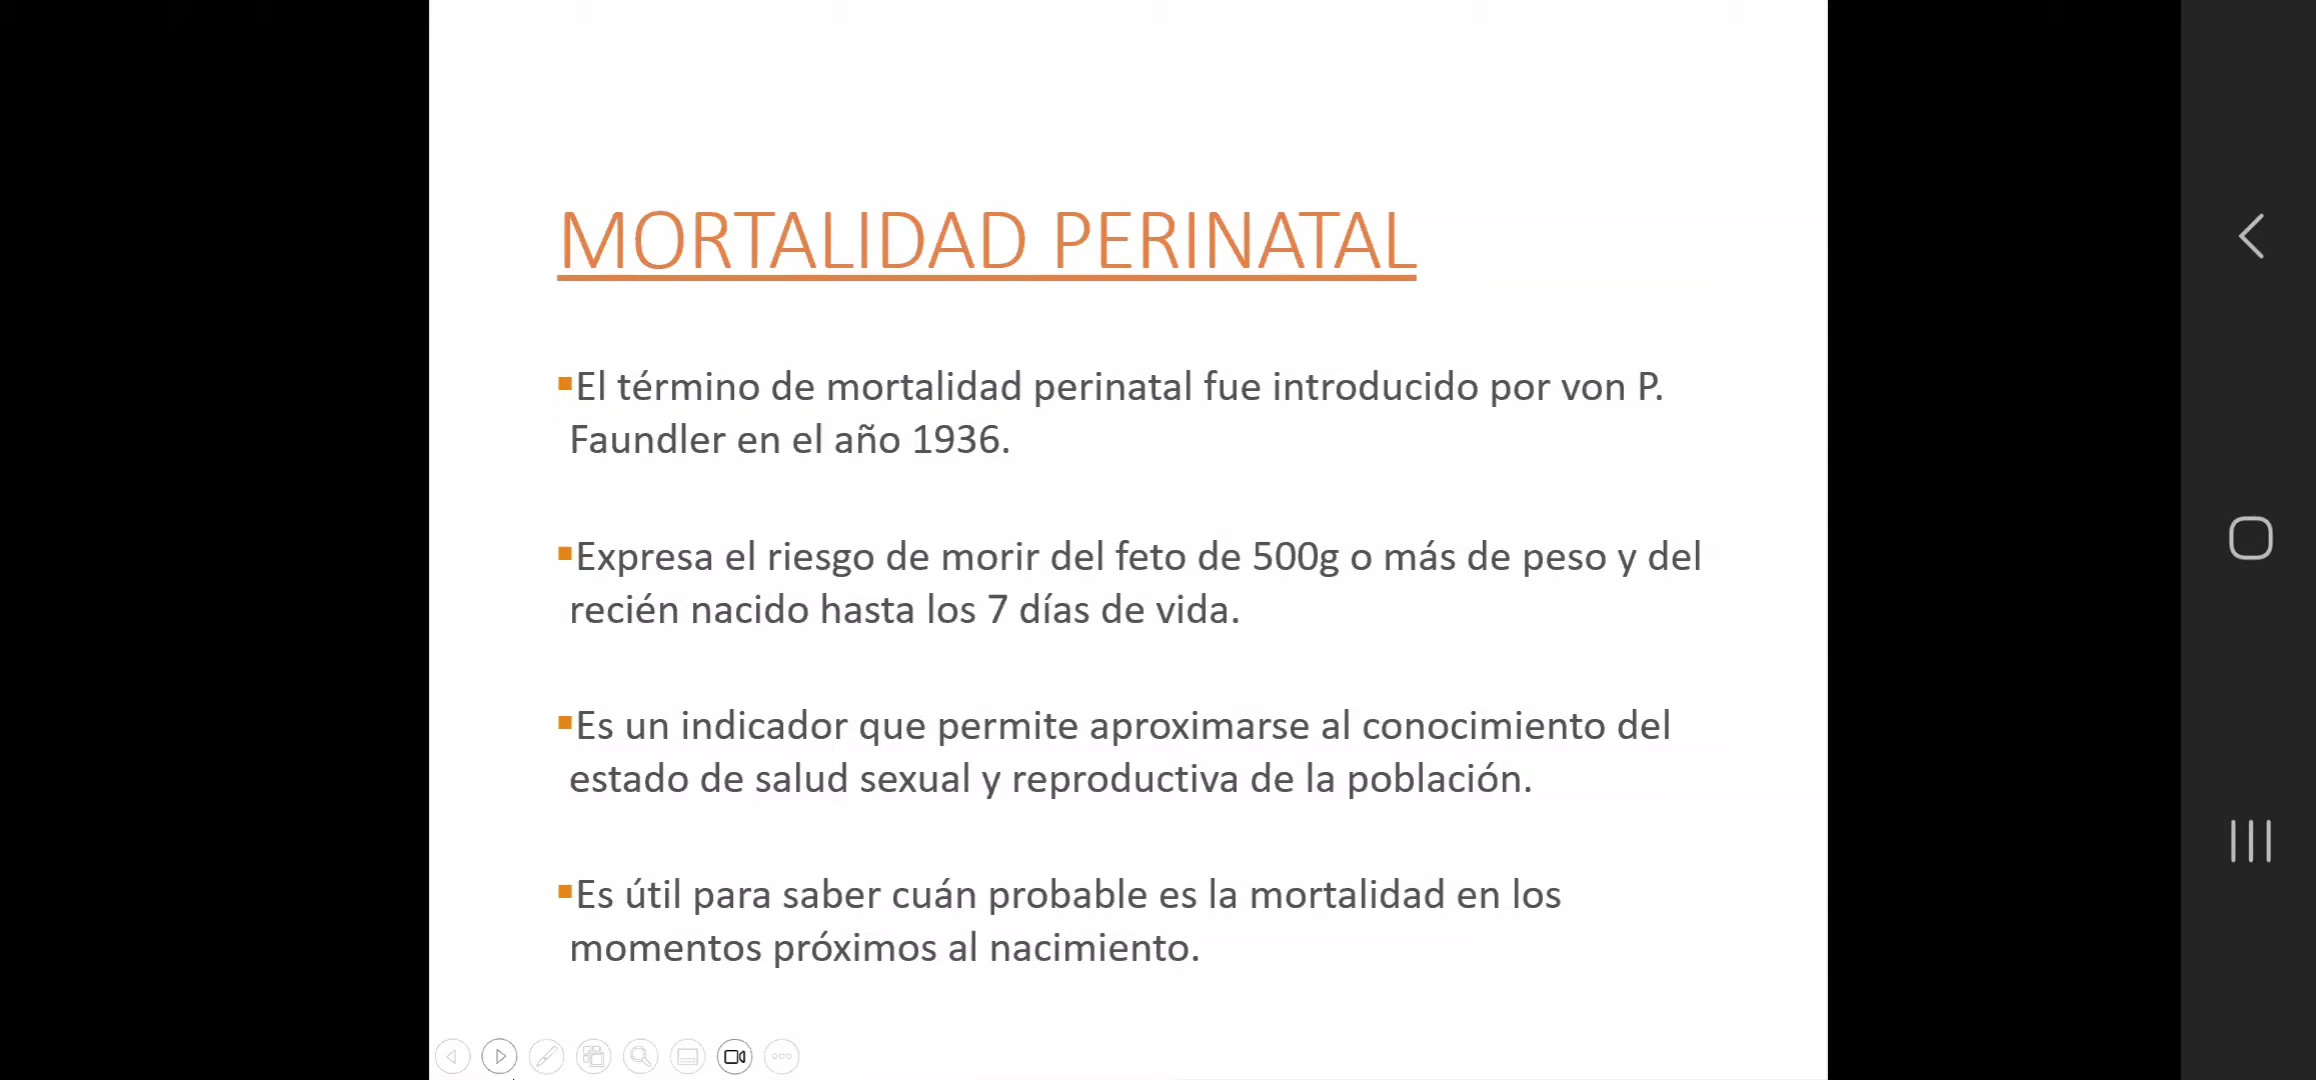 MORTALIDAD PERINATAL
▪El término de mortalidad perinatal fue introducido por von P.
Faundler en el año 1936.
▪Expresa el riesgo de morir del feto de 500g o más de peso y del
recién nacido hasta los 7 días de vida.
▪Es un indicador que permite aproximarse al conocimiento del
estado de salud sexual y reproductiva de la población.
▪Es útil para saber cuán probable es la mortalidad en los
momentos próximos al nacimiento.